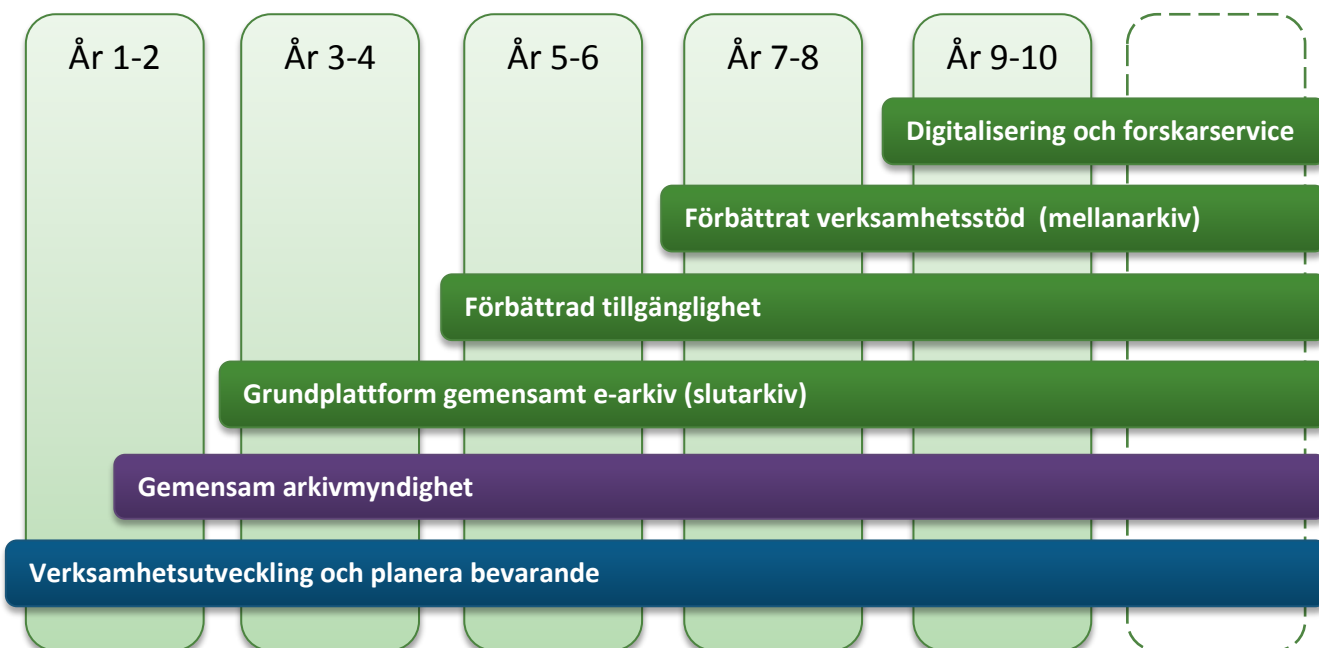 År 1-2
År 3-4
År 5-6
År 7-8
År 9-10
Digitalisering och forskarservice
Förbättrat verksamhetsstöd (mellanarkiv)
Förbättrad tillgänglighet
Grundplattform gemensamt e-arkiv (slutarkiv)
Gemensam arkivmyndighet
Verksamhetsutveckling och planera bevarande